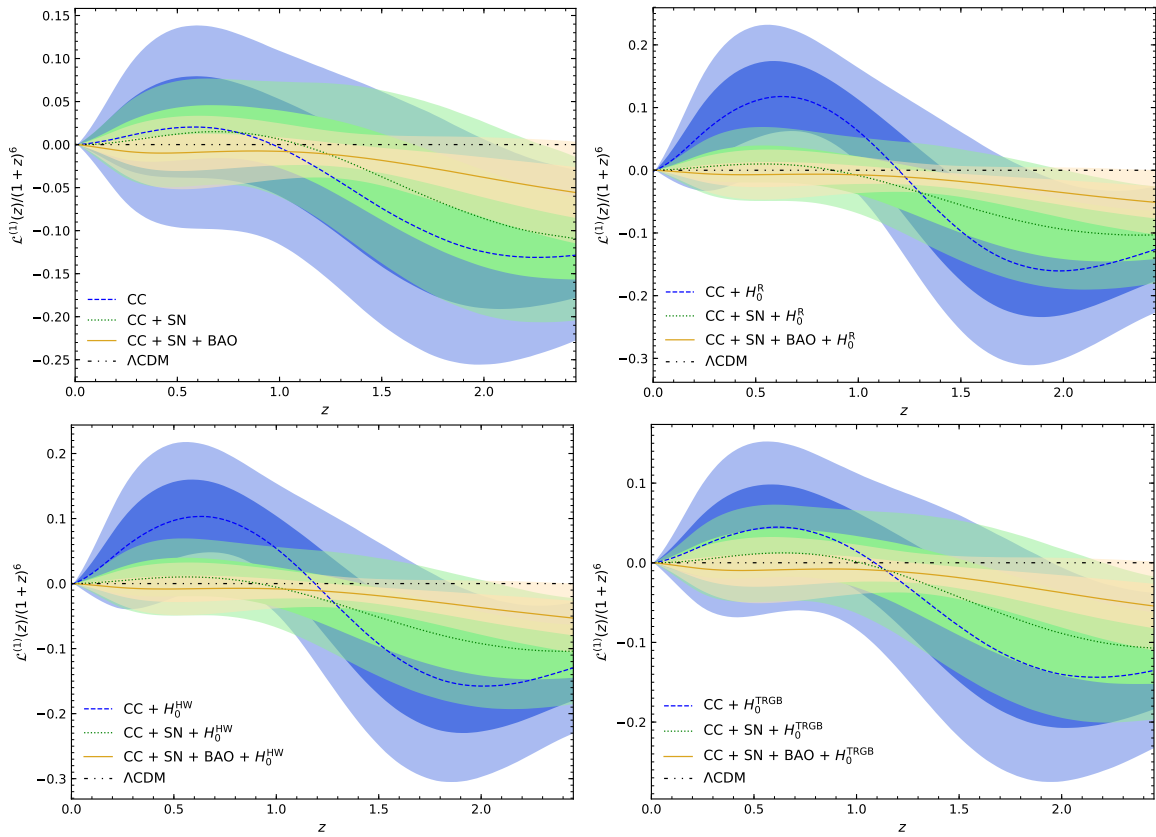 0.15
0.10
0.05
0.00
−0.05
−0.10
−0.15
−0.20
−0.25
ℒ⁽¹⁾(z)/(1 + z)⁶
CC
CC + SN
CC + SN + BAO
ΛCDM
0.0 0.5 1.0 1.5 2.0
z
0.2
0.1
0.0
−0.1
−0.2
−0.3
ℒ⁽¹⁾(z)/(1 + z)⁶
CC + H₀ᴿ
CC + SN + H₀ᴿ
CC + SN + BAO + H₀ᴿ
ΛCDM
0.0 0.5 1.0 1.5 2.0
z
0.2
0.1
0.0
−0.1
−0.2
−0.3
ℒ⁽¹⁾(z)/(1 + z)⁶
CC + H₀ᴴᵂ
CC + SN + H₀ᴴᵂ
CC + SN + BAO + H₀ᴴᵂ
ΛCDM
0.0 0.5 1.0 1.5 2.0
z
0.1
0.0
−0.1
−0.2
ℒ⁽¹⁾(z)/(1 + z)⁶
CC + H₀ᵀᴿᴳᴮ
CC + SN + H₀ᵀᴿᴳᴮ
CC + SN + BAO + H₀ᵀᴿᴳᴮ
ΛCDM
0.0 0.5 1.0 1.5 2.0
z